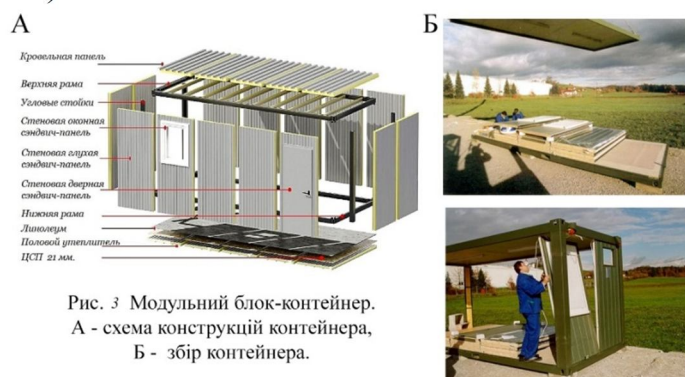 А
Б
Кровельная панель
Верхняя рама
Угловые стойки
Стеновая оконная
сэндвич-панель
Стеновая глухая
сэндвич-панель
Стеновая дверная
сэндвич-панель
Нижняя рама
Линолеум
Половой утеплитель
ЦСП 21 мм.
Рис. 3 Модульний блок-контейнер.
А - схема конструкцій контейнера,
Б - збір контейнера.